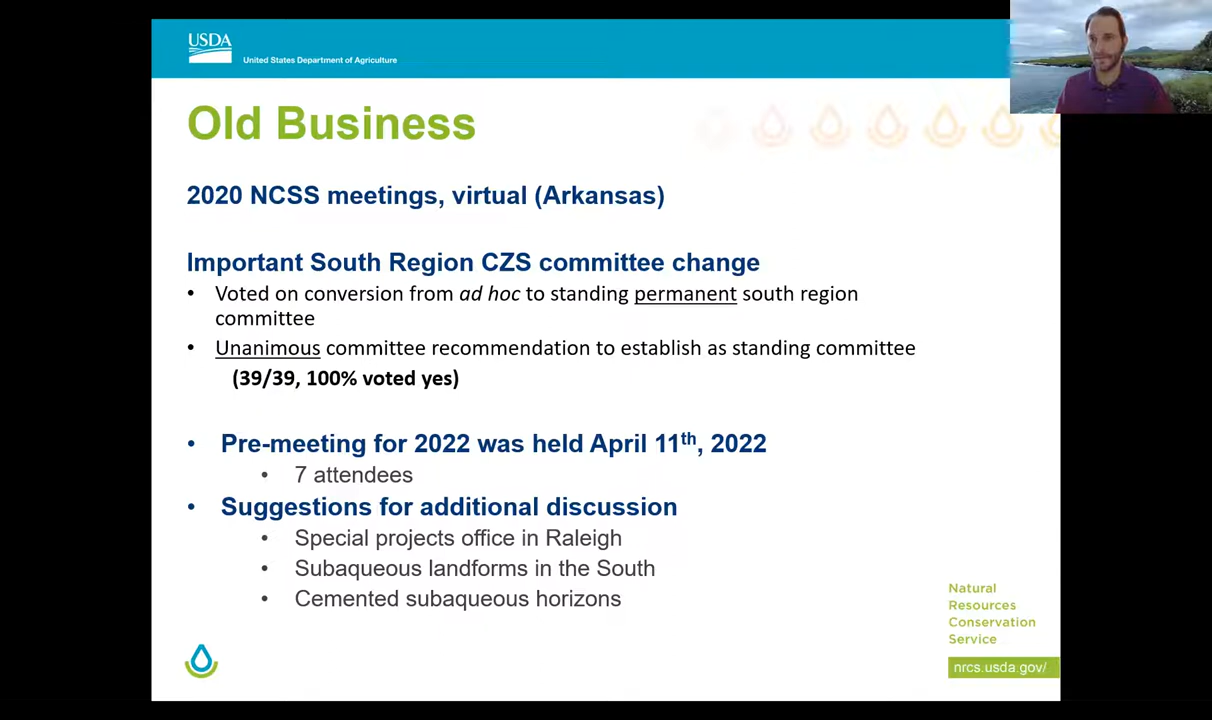 USDA
United States Department of Agriculture
Old Business
2020 NCSS meetings, virtual (Arkansas)
Important South Region CZS committee change
• Voted on conversion from ad hoc to standing permanent south region
committee
• Unanimous committee recommendation to establish as standing committee
(39/39, 100% voted yes)
• Pre-meeting for 2022 was held April 11th, 2022
• 7 attendees
• Suggestions for additional discussion
• Special projects office in Raleigh
• Subaqueous landforms in the South
• Cemented subaqueous horizons
Natural
Resources
Conservation
Service
nrcs.usda.gov/